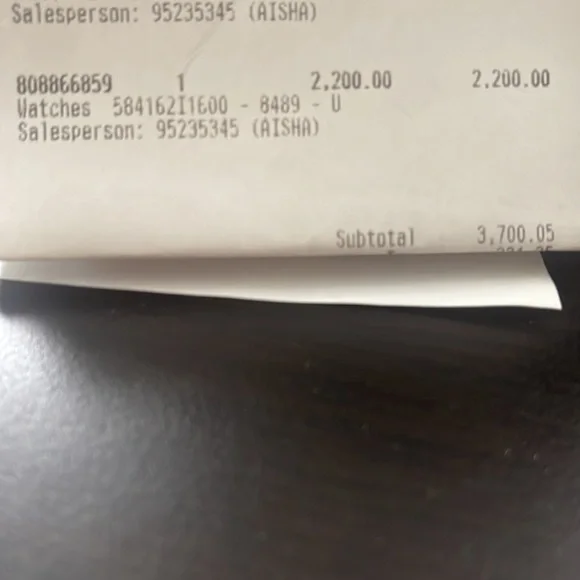 Salesperson: 95235345 (AISHA)
808866859 1 2,200.00 2,200.00
Watches 584162I1600 - 8489 - U
Salesperson: 95235345 (AISHA)
Subtotal 3,700.05